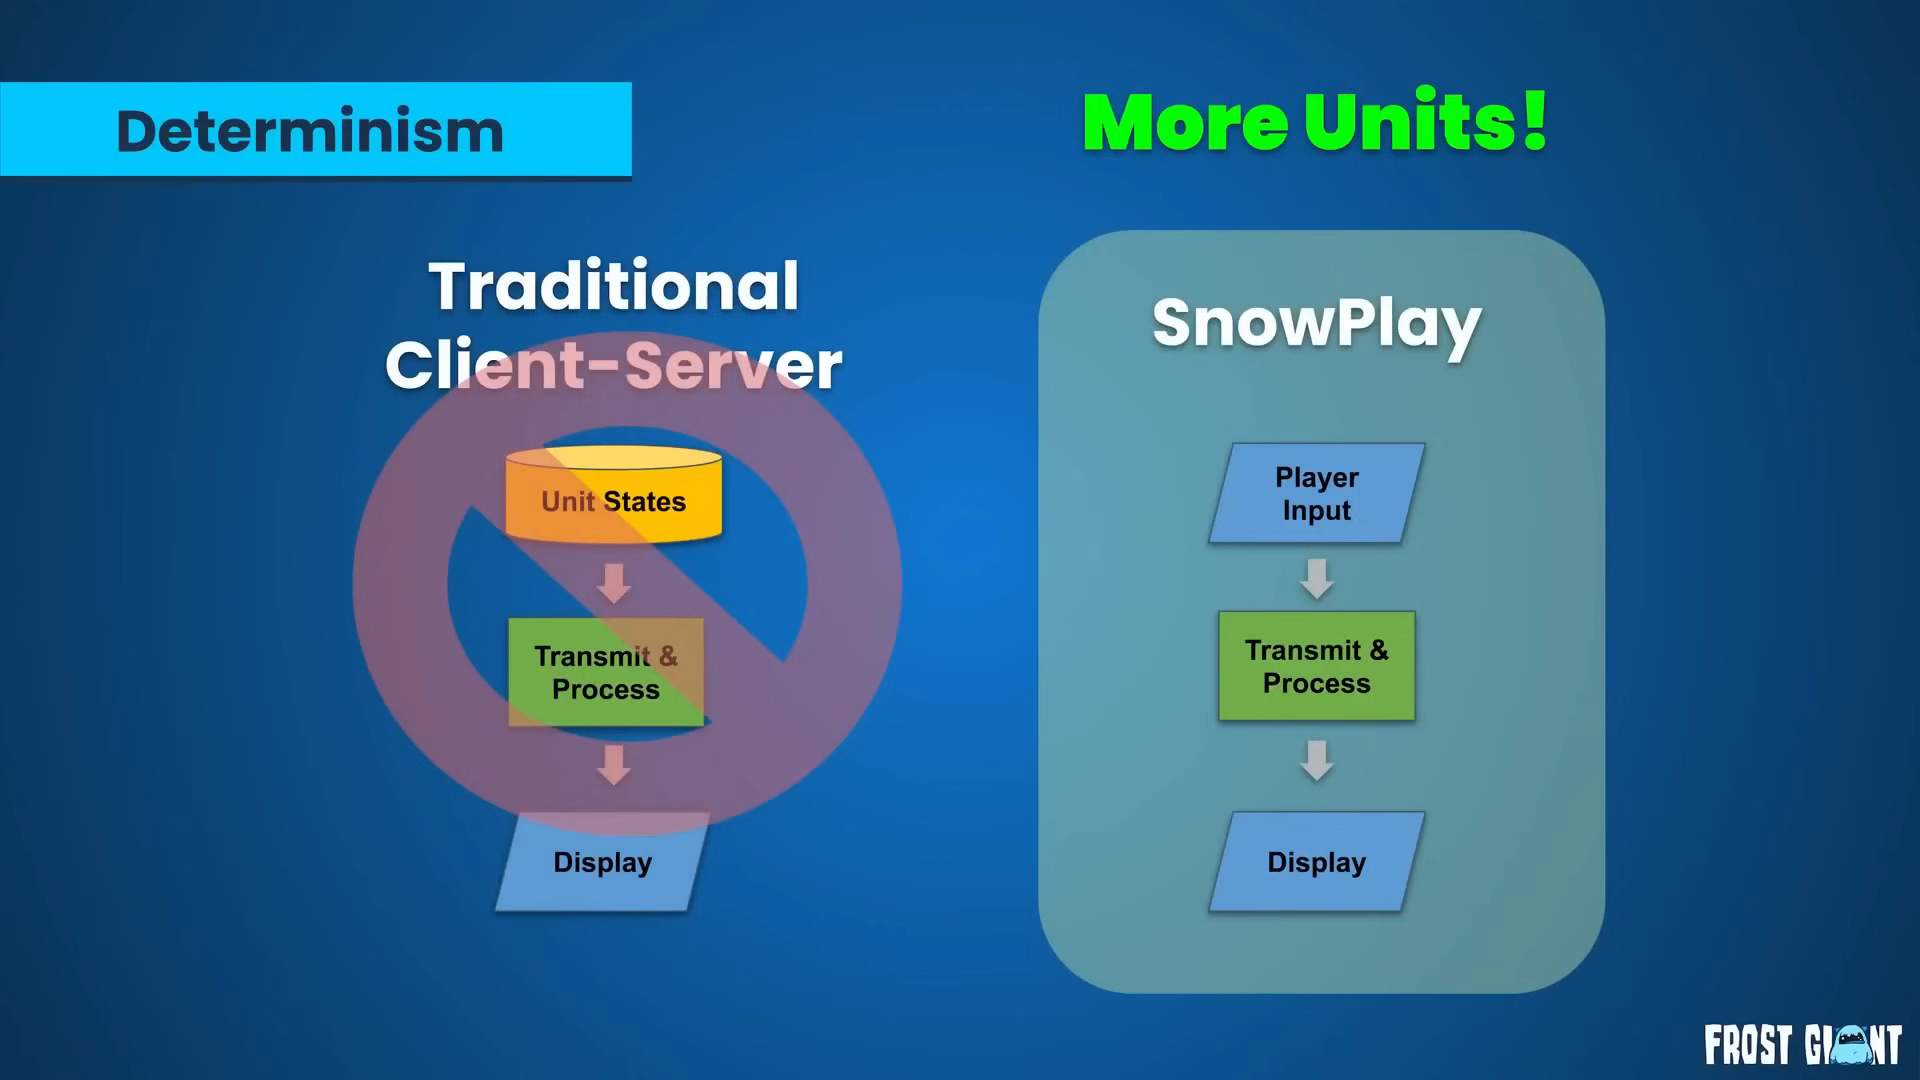 Determinism
More Units!
Traditional
Client-Server
Unit States
Transmit &
Process
Display
SnowPlay
Player
Input
Transmit &
Process
Display
FROST GIANT